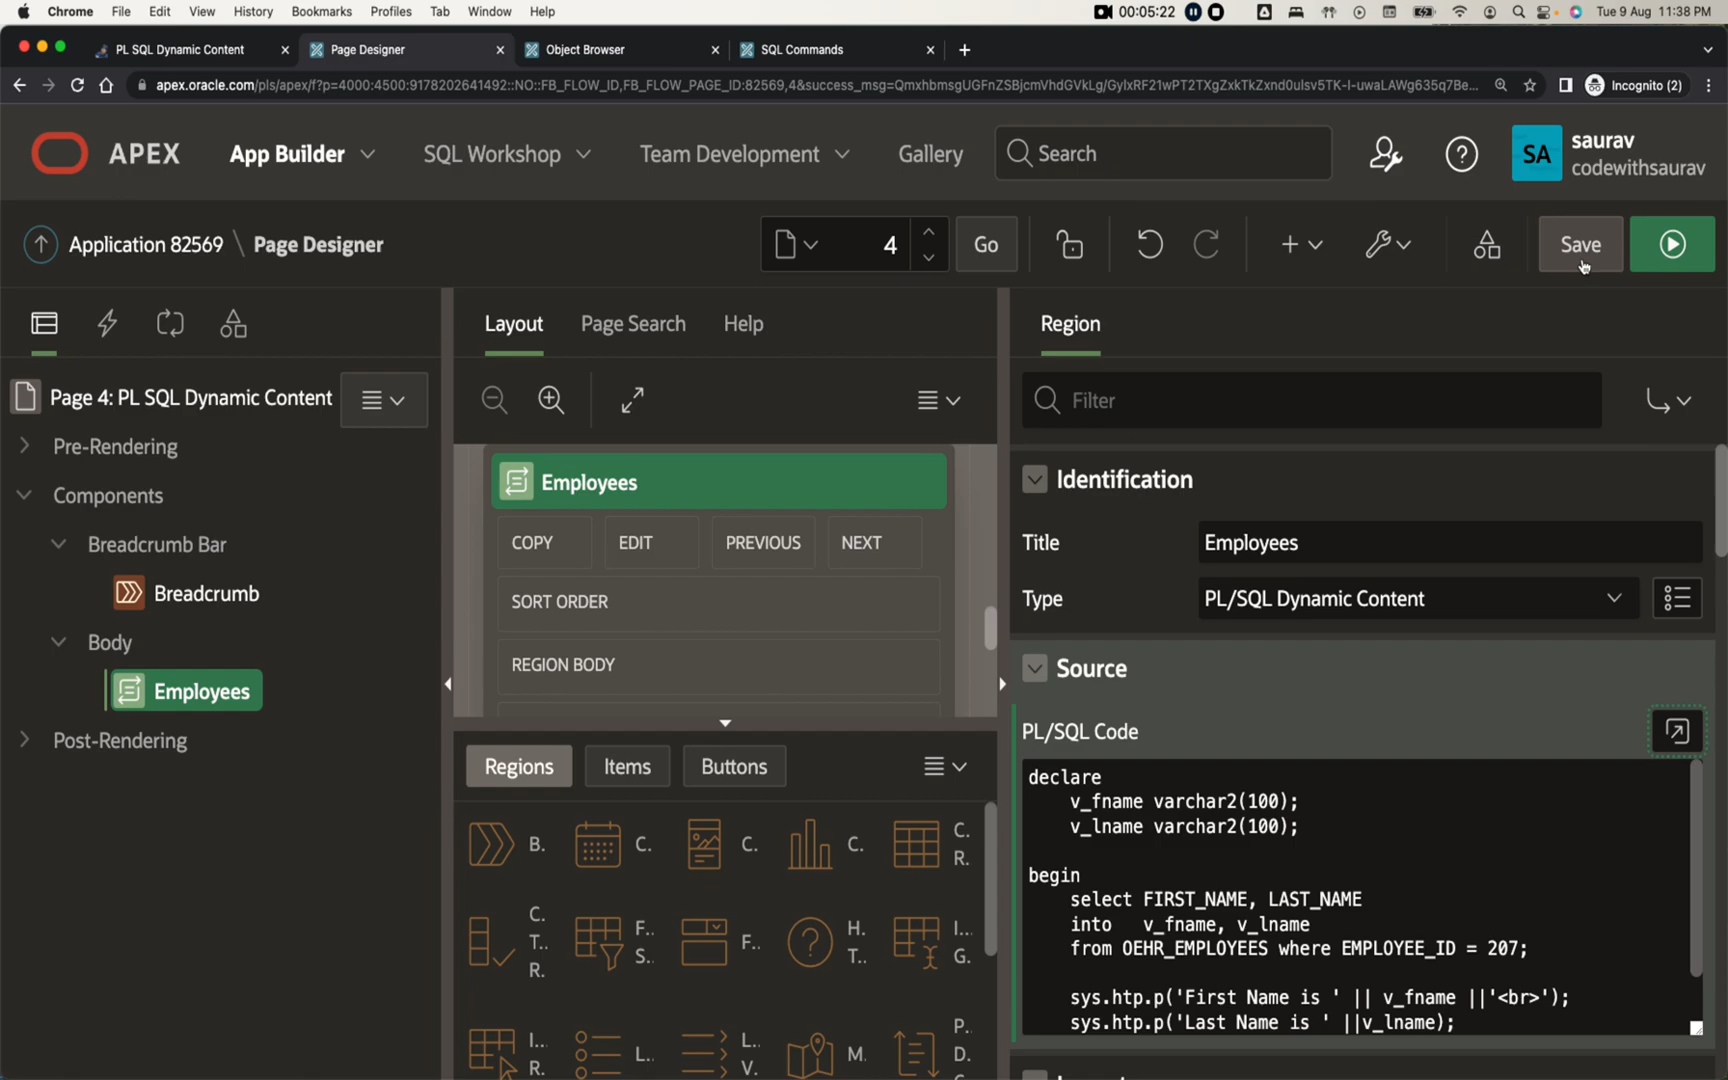 Chrome File Edit View History Bookmarks Profiles Tab Window Help 00:05:22 Tue 9 Aug 11:38 PM
PL SQL Dynamic Content Page Designer Object Browser SQL Commands
apex.oracle.com/pls/apex/f?p=4000:4500:9178202641492::NO::FB_FLOW_ID,FB_FLOW_PAGE_ID:82569,4&success_msg=QmxhbmsgUGFnZSBjcmVhdGVkLg/GylxRF21wPT2TXgZxkTkZxnd0ulsv5TK-I-uwaLAWg635q7Be... Incognito (2)
APEX App Builder SQL Workshop Team Development Gallery Search SA saurav
codewithsaurav
Application 82569 \ Page Designer 4 Go Save
Layout Page Search Help Region
Page 4: PL SQL Dynamic Content Filter
Pre-Rendering
Components
Breadcrumb Bar
Breadcrumb
Body
Employees
Post-Rendering
Employees
COPY EDIT PREVIOUS NEXT
SORT ORDER
REGION BODY
Regions Items Buttons
B. C. C. C. C.
R.
C. F.. F.. H. I...
T.. S.. T.. G.
R.
I... L.. L.. M. P..
R. V. D.
Identification
Title Employees
Type PL/SQL Dynamic Content
Source
PL/SQL Code
declare
v_fname varchar2(100);
v_lname varchar2(100);
begin
select FIRST_NAME, LAST_NAME
into v_fname, v_lname
from OEHR_EMPLOYEES where EMPLOYEE_ID = 207;
sys.htp.p('First Name is ' || v_fname ||'<br>');
sys.htp.p('Last Name is ' ||v_lname);